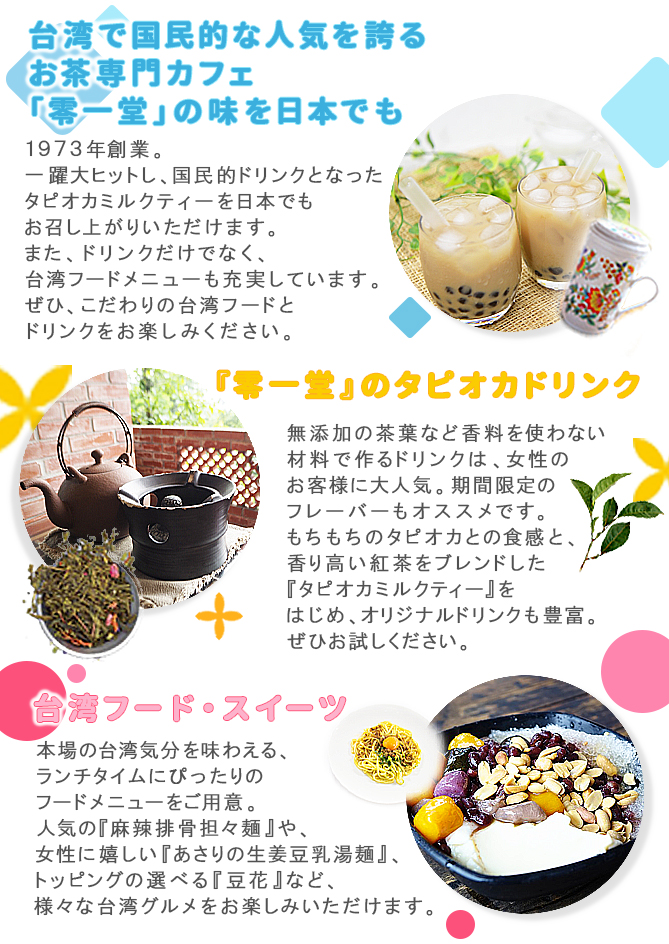 台湾で国民的な人気を誇る
お茶専門カフェ
「零一堂」の味を日本でも
1973年創業。
一躍大ヒットし、国民的ドリンクとなった
タピオカミルクティーを日本でも
お召し上がりいただけます。
また、ドリンクだけでなく、
台湾フードメニューも充実しています。
ぜひ、こだわりの台湾フードと
ドリンクをお楽しみください。
『零一堂』のタピオカドリンク
無添加の茶葉など香料を使わない
材料で作るドリンクは、女性の
お客様に大人気。期間限定の
フレーバーもオススメです。
もちもちのタピオカとの食感と、
香り高い紅茶をブレンドした
『タピオカミルクティー』を
はじめ、オリジナルドリンクも豊富。
ぜひお試しください。
台湾フード・スイーツ
本場の台湾気分を味わえる、
ランチタイムにぴったりの
フードメニューをご用意。
人気の『麻辣排骨担々麺』や、
女性に嬉しい『あさりの生姜豆乳湯麺』、
トッピングの選べる『豆花』など、
様々な台湾グルメをお楽しみいただけます。